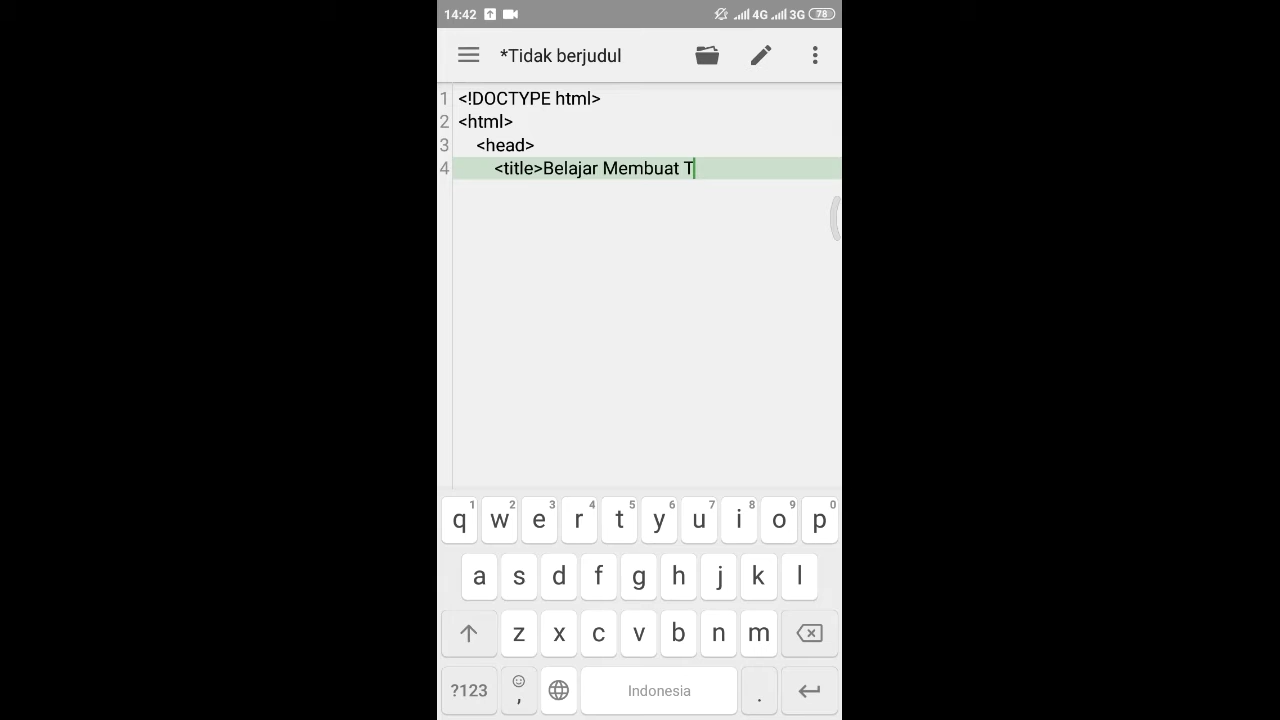 14:42 4G 3G 78
*Tidak berjudul
1 <!DOCTYPE html>
2 <html>
3 <head>
4 <title>Belajar Membuat T
1 2 3 4 5 6 7 8 9 0
q w e r t y u i o p
a s d f g h j k l
z x c v b n m
?123 , Indonesia .